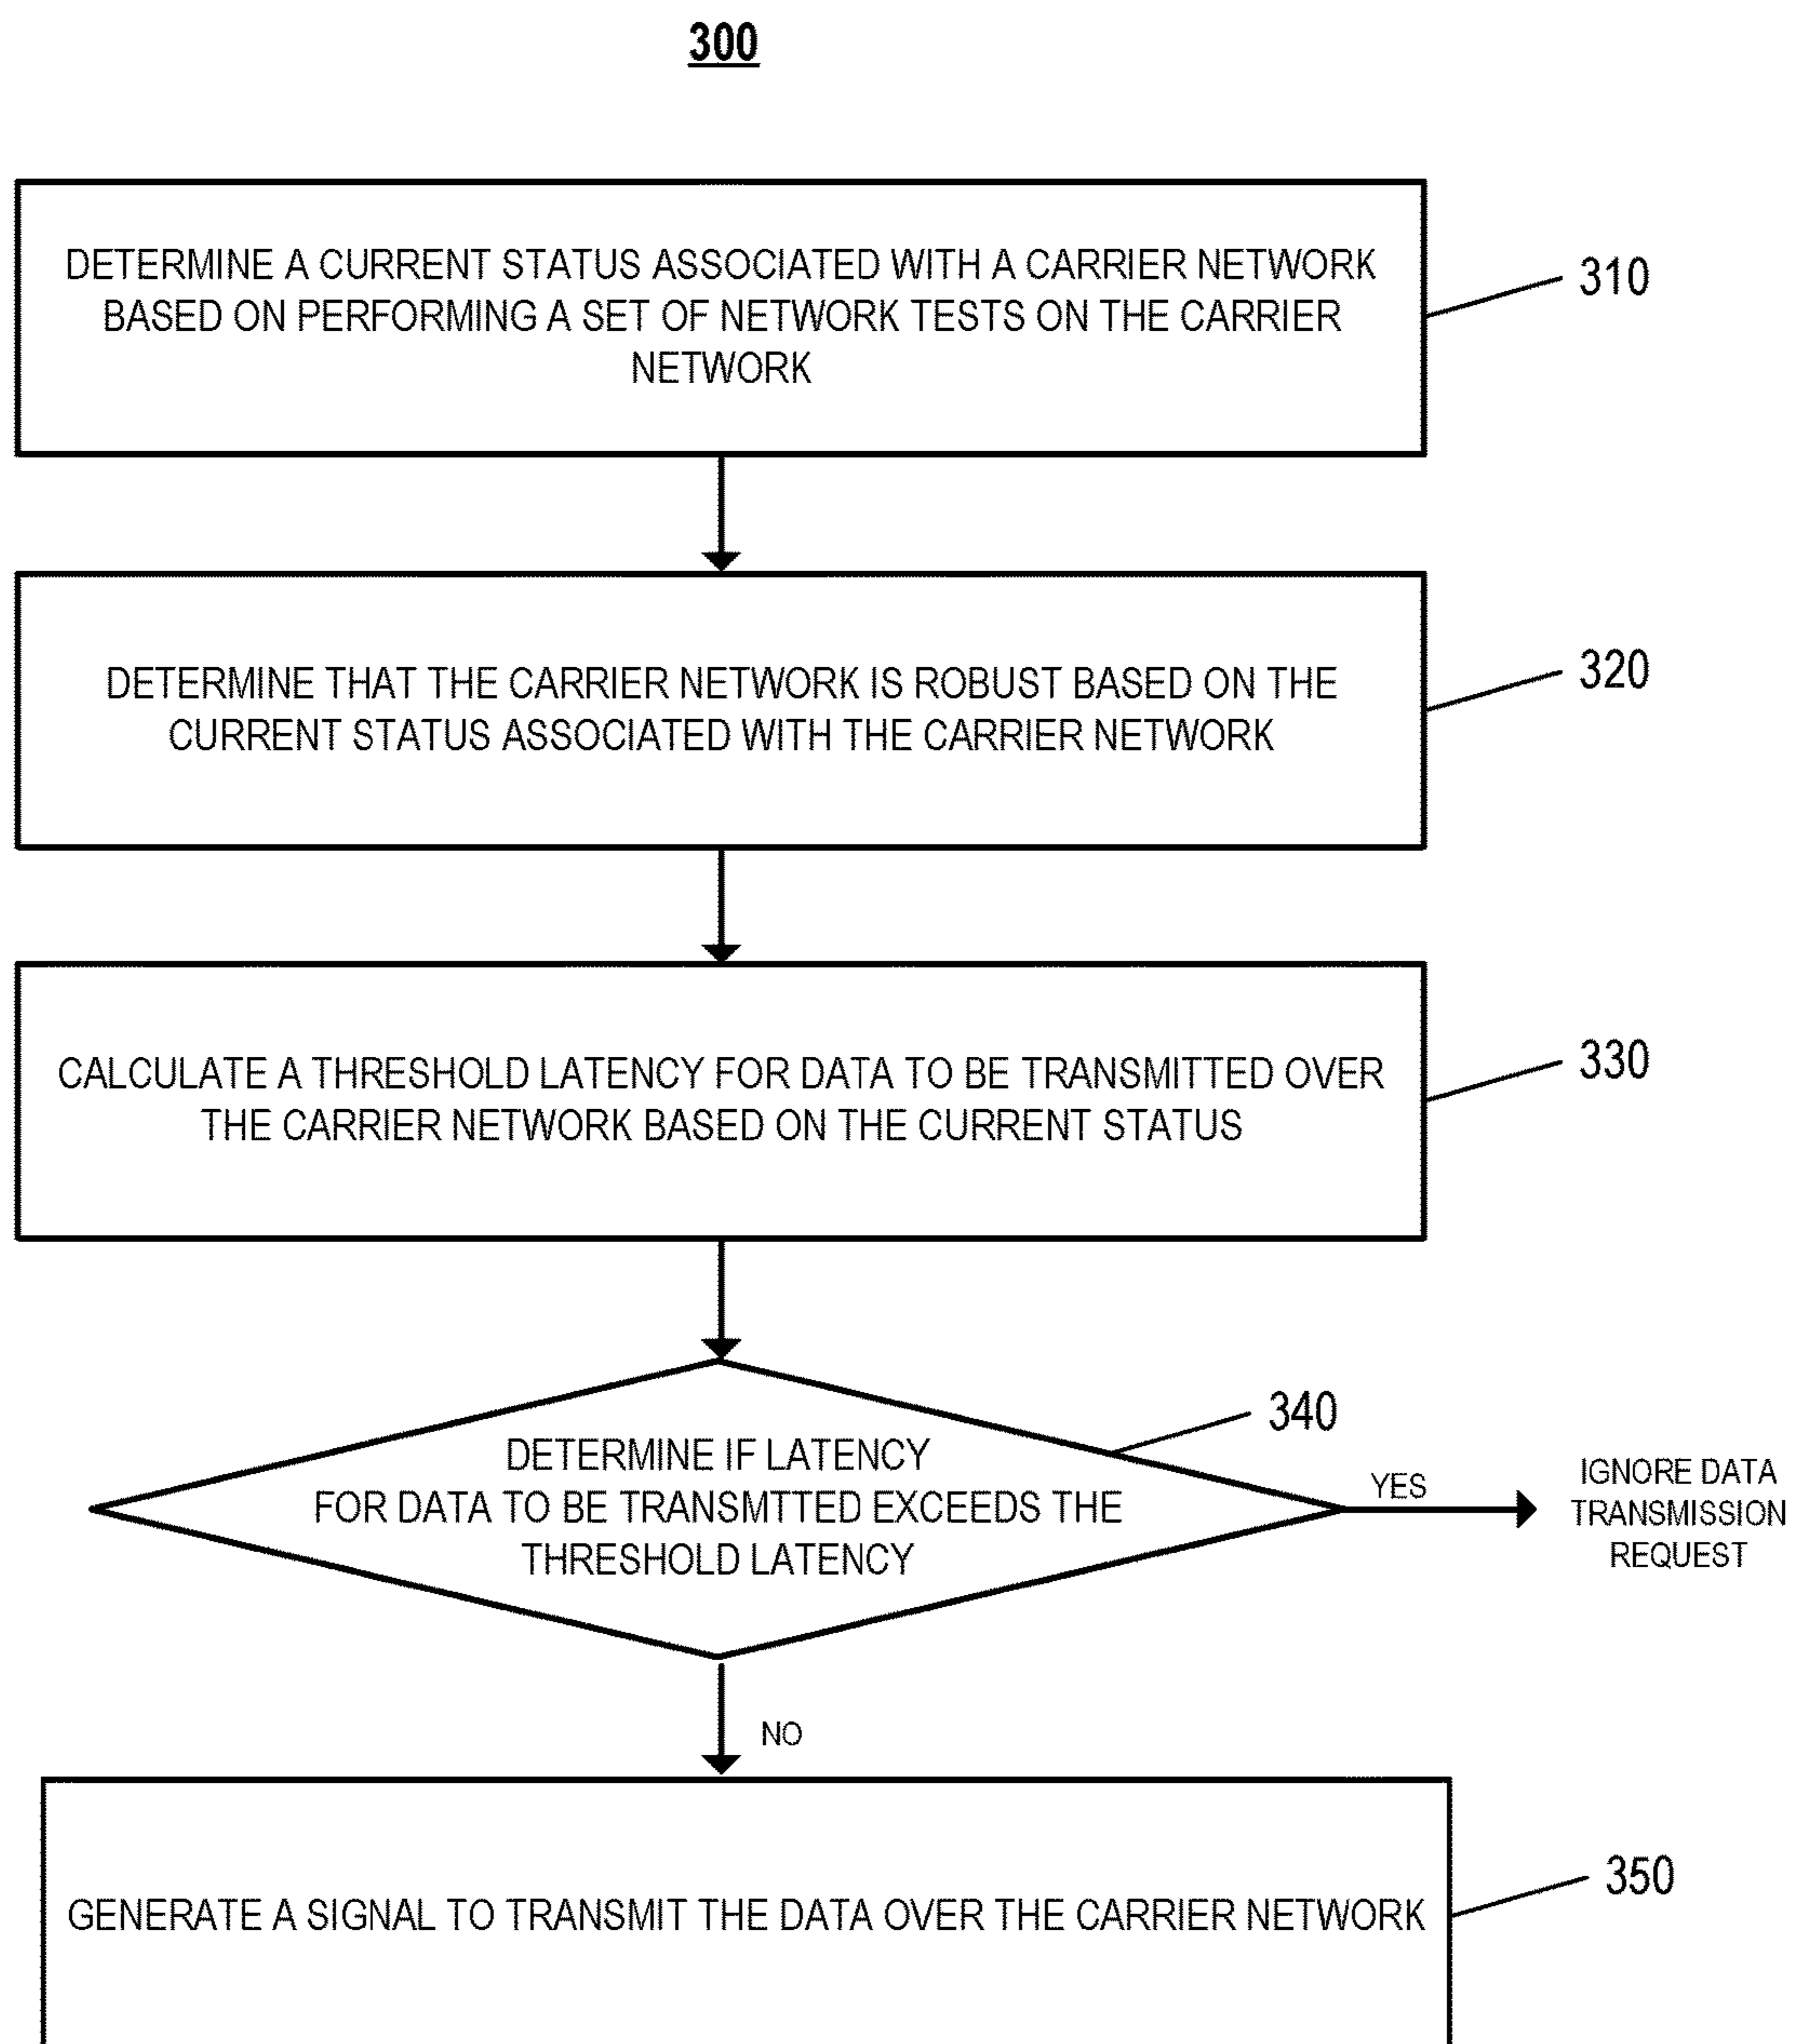 300
DETERMINE A CURRENT STATUS ASSOCIATED WITH A CARRIER NETWORK
BASED ON PERFORMING A SET OF NETWORK TESTS ON THE CARRIER
NETWORK
310
DETERMINE THAT THE CARRIER NETWORK IS ROBUST BASED ON THE
CURRENT STATUS ASSOCIATED WITH THE CARRIER NETWORK
320
CALCULATE A THRESHOLD LATENCY FOR DATA TO BE TRANSMITTED OVER
THE CARRIER NETWORK BASED ON THE CURRENT STATUS
330
DETERMINE IF LATENCY
FOR DATA TO BE TRANSMTTED EXCEEDS THE
THRESHOLD LATENCY
340
YES
IGNORE DATA
TRANSMISSION
REQUEST
NO
GENERATE A SIGNAL TO TRANSMIT THE DATA OVER THE CARRIER NETWORK
350